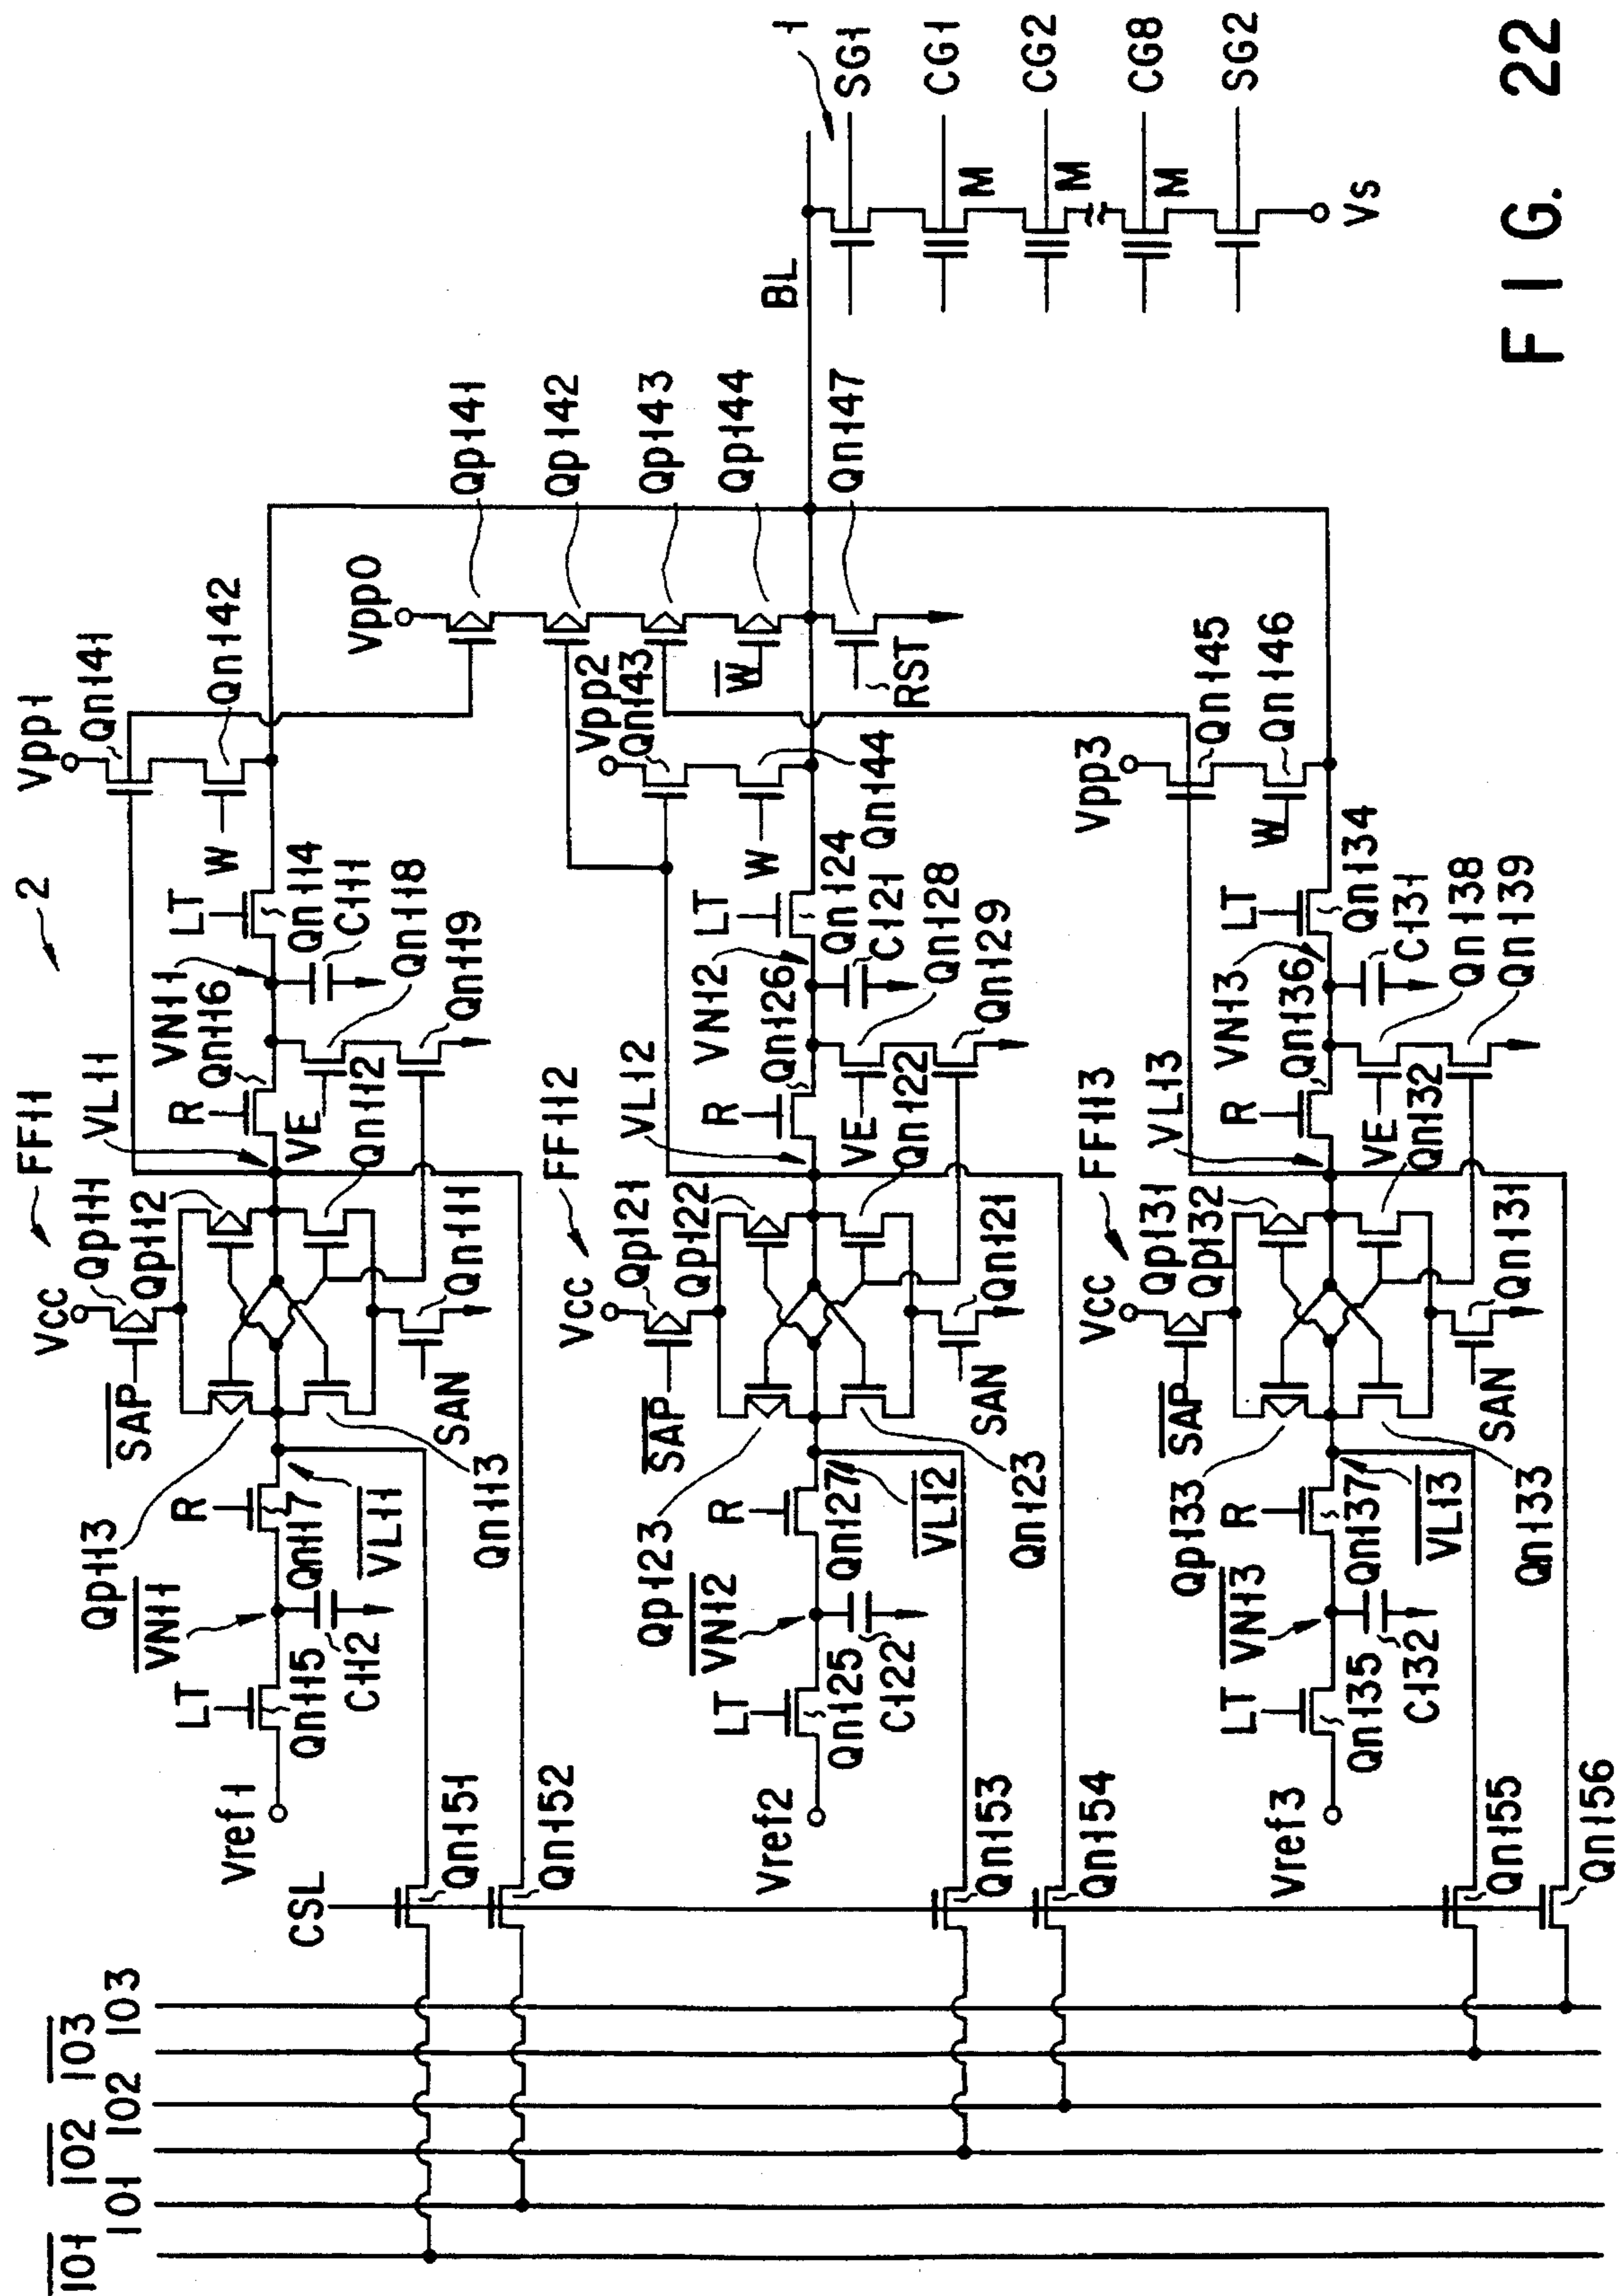 IO1
IO1
IO2
IO2
IO3
IO3
CSL
Qn151
Qn152
Qn153
Qn154
Qn155
Qn156
FF11
2
Vref1
LT
Qn115
VN11
C112
R
Qn117
VL11
Qp113
Qn113
SAP
Vcc
Qp111
Qp112
SAN
Qn111
Qn112
VL11
R
Qn116
VE
VN11
LT
Qn114
C111
Qn118
Qn119
W
Vpp1
Qn141
Qn142
FF112
Vref2
LT
Qn125
VN12
C122
R
Qn127
VL12
Qp123
Qn123
SAP
Vcc
Qp121
Qp122
SAN
Qn121
Qn122
VL12
R
Qn126
VE
VN12
LT
Qn124
C121
Qn128
Qn129
W
Vpp2
Qn143
Qn144
Vpp0
Qp141
Qp142
Qp143
Qp144
W
RST
Qn147
FF113
Vref3
LT
Qn135
VN13
C132
R
Qn137
VL13
Qp133
Qn133
SAP
Vcc
Qp131
Qp132
SAN
Qn131
Qn132
VL13
R
Qn136
VE
VN13
LT
Qn134
C131
Qn138
Qn139
W
Vpp3
Qn145
Qn146
BL
1
SG1
CG1
M
CG2
M
CG8
M
SG2
Vs
FIG. 22